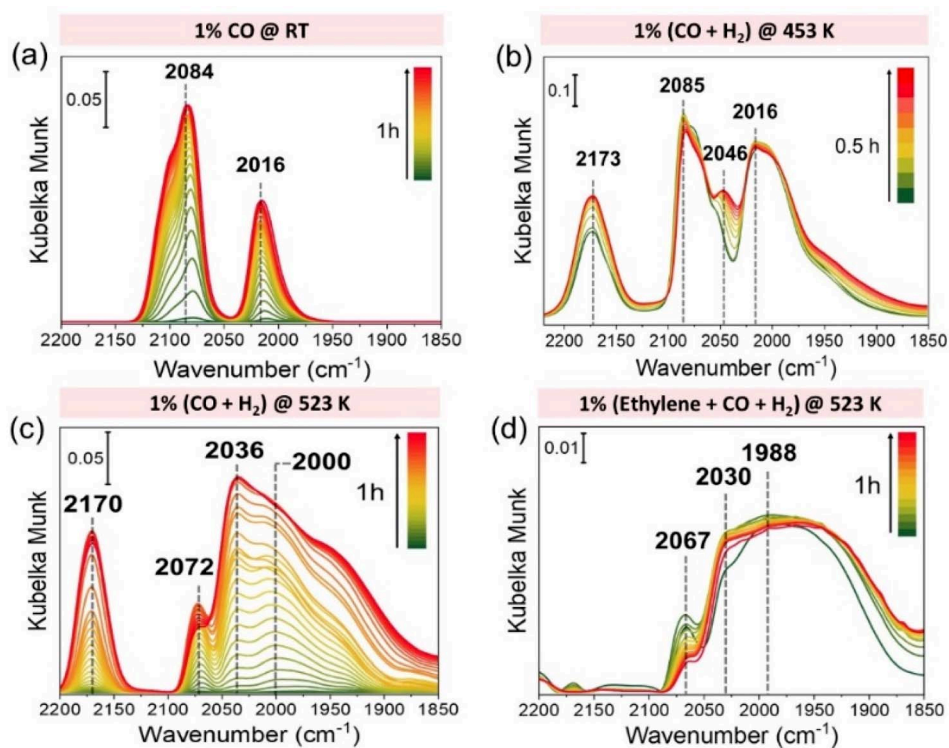 1% CO @ RT
(a)
2084
0.05
1h
2016
Kubelka Munk
2200 2150 2100 2050 2000 1950 1900 1850
Wavenumber (cm⁻¹)
1% (CO + H₂) @ 453 K
(b)
0.1
2085
2016
2046
2173
0.5 h
Kubelka Munk
2200 2150 2100 2050 2000 1950 1900 1850
Wavenumber (cm⁻¹)
1% (CO + H₂) @ 523 K
(c)
0.05
2036
2000
2170
2072
1h
Kubelka Munk
2200 2150 2100 2050 2000 1950 1900 1850
Wavenumber (cm⁻¹)
1% (Ethylene + CO + H₂) @ 523 K
(d)
0.01
1988
2030
2067
1h
Kubelka Munk
2200 2150 2100 2050 2000 1950 1900 1850
Wavenumber (cm⁻¹)